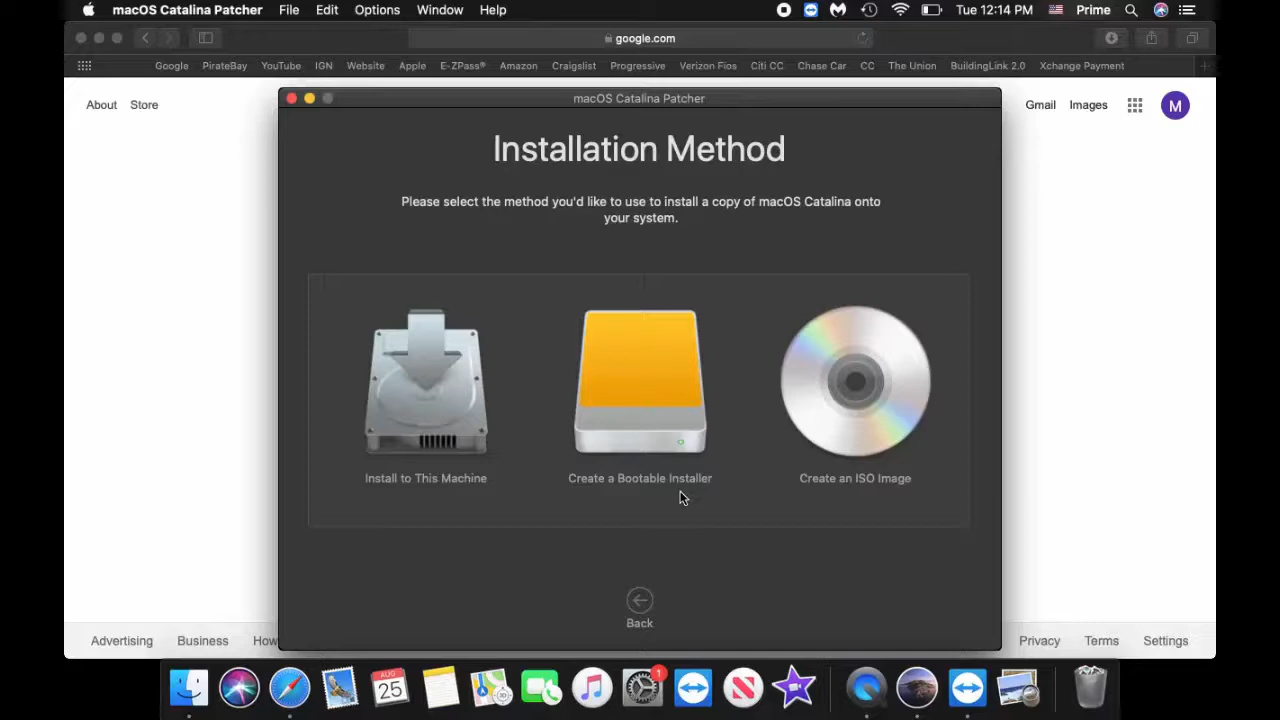 macOS Catalina Patcher File Edit Options Window Help Tue 12:14 PM Prime
google.com
Google PirateBay YouTube IGN Website Apple E-ZPass® Amazon Craigslist Progressive Verizon Fios Citi CC Chase Car CC The Union BuildingLink 2.0 Xchange Payment
macOS Catalina Patcher
About Store Gmail Images M
Installation Method
Please select the method you'd like to use to install a copy of macOS Catalina onto
your system.
Install to This Machine Create a Bootable Installer Create an ISO Image
Back
Advertising Business How Privacy Terms Settings
1
AUG
25